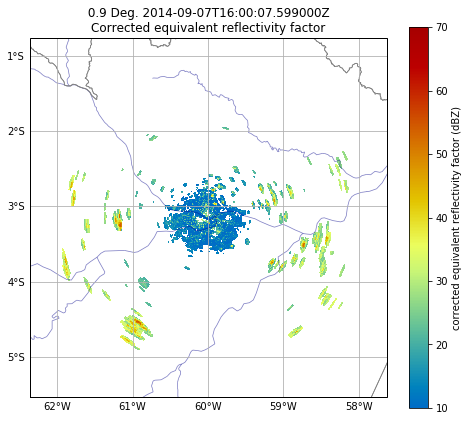 0.9 Deg. 2014-09-07T16:00:07.599000Z
Corrected equivalent reflectivity factor
1°S
2°S
3°S
4°S
5°S
62°W 61°W 60°W 59°W 58°W
70
60
50
40
30
20
10
corrected equivalent reflectivity factor (dBZ)